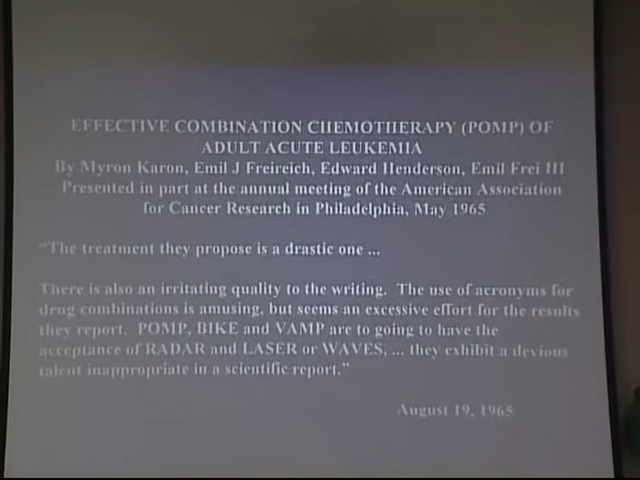 EFFECTIVE COMBINATION CHEMOTHERAPY (POMP) OF
ADULT ACUTE LEUKEMIA
By Myron Karon, Emil J Freireich, Edward Henderson, Emil Frei III
Presented in part at the annual meeting of the American Association
for Cancer Research in Philadelphia, May 1965
"The treatment they propose is a drastic one ...
There is also an irritating quality to the writing. The use of acronyms for
drug combinations is amusing, but seems an excessive effort for the results
they report. POMP, BIKE and VAMP are to going to have the
acceptance of RADAR and LASER or WAVES, ... they exhibit a devious
talent inappropriate in a scientific report."
August 19, 1965